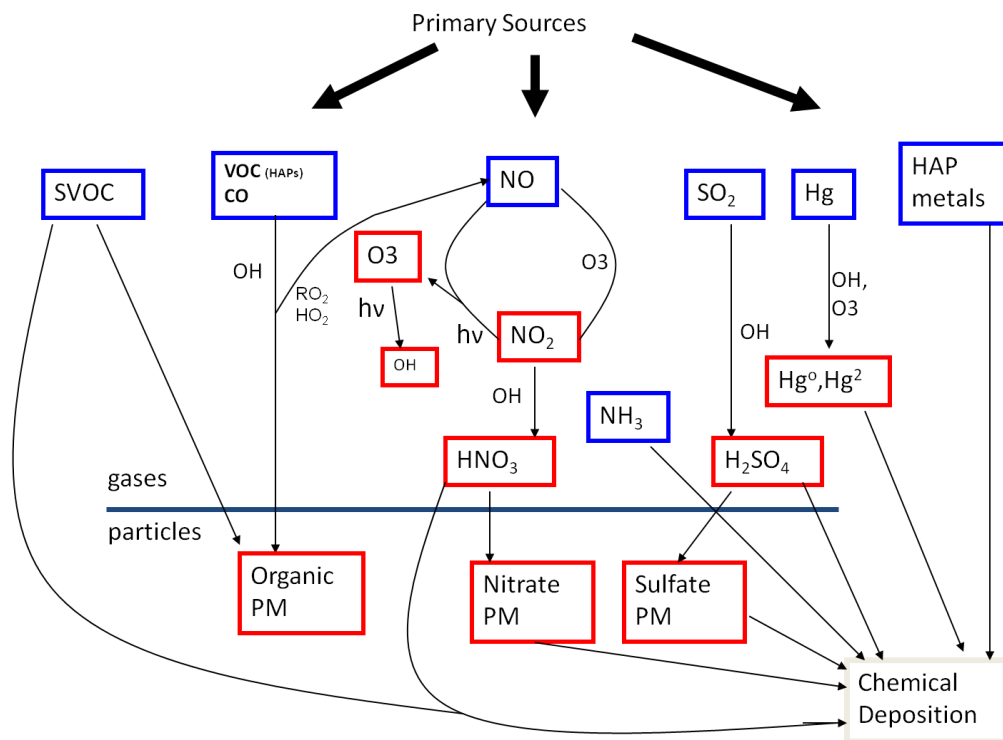 Primary Sources
SVOC
VOC (HAPs)
CO
NO
SO₂
Hg
HAP
metals
OH
RO₂
HO₂
O3
hν
OH
hν
NO₂
O3
OH
OH
OH,
O3
Hg⁰,Hg²
NH₃
HNO₃
H₂SO₄
gases
particles
Organic
PM
Nitrate
PM
Sulfate
PM
Chemical
Deposition